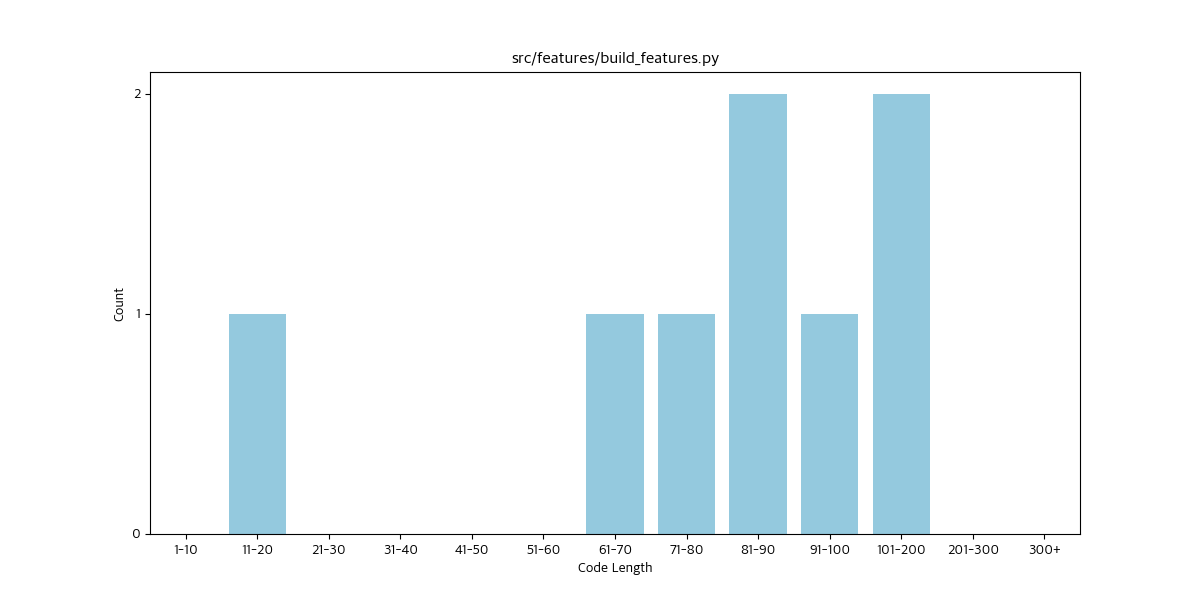 src/features/build_features.py
2
1
0
Count
1-10 11-20 21-30 31-40 41-50 51-60 61-70 71-80 81-90 91-100 101-200 201-300 300+
Code Length